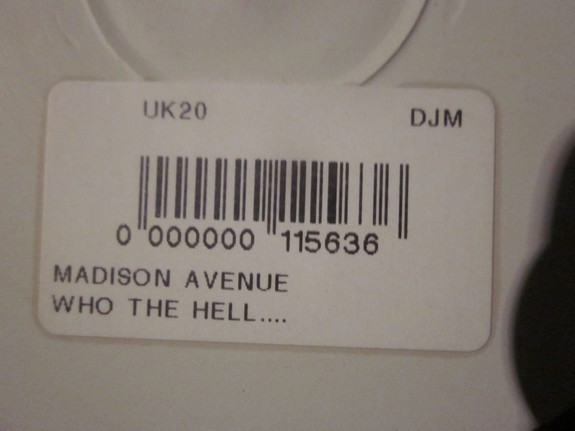 UK20 DJM
0 000000 115636
MADISON AVENUE
WHO THE HELL....